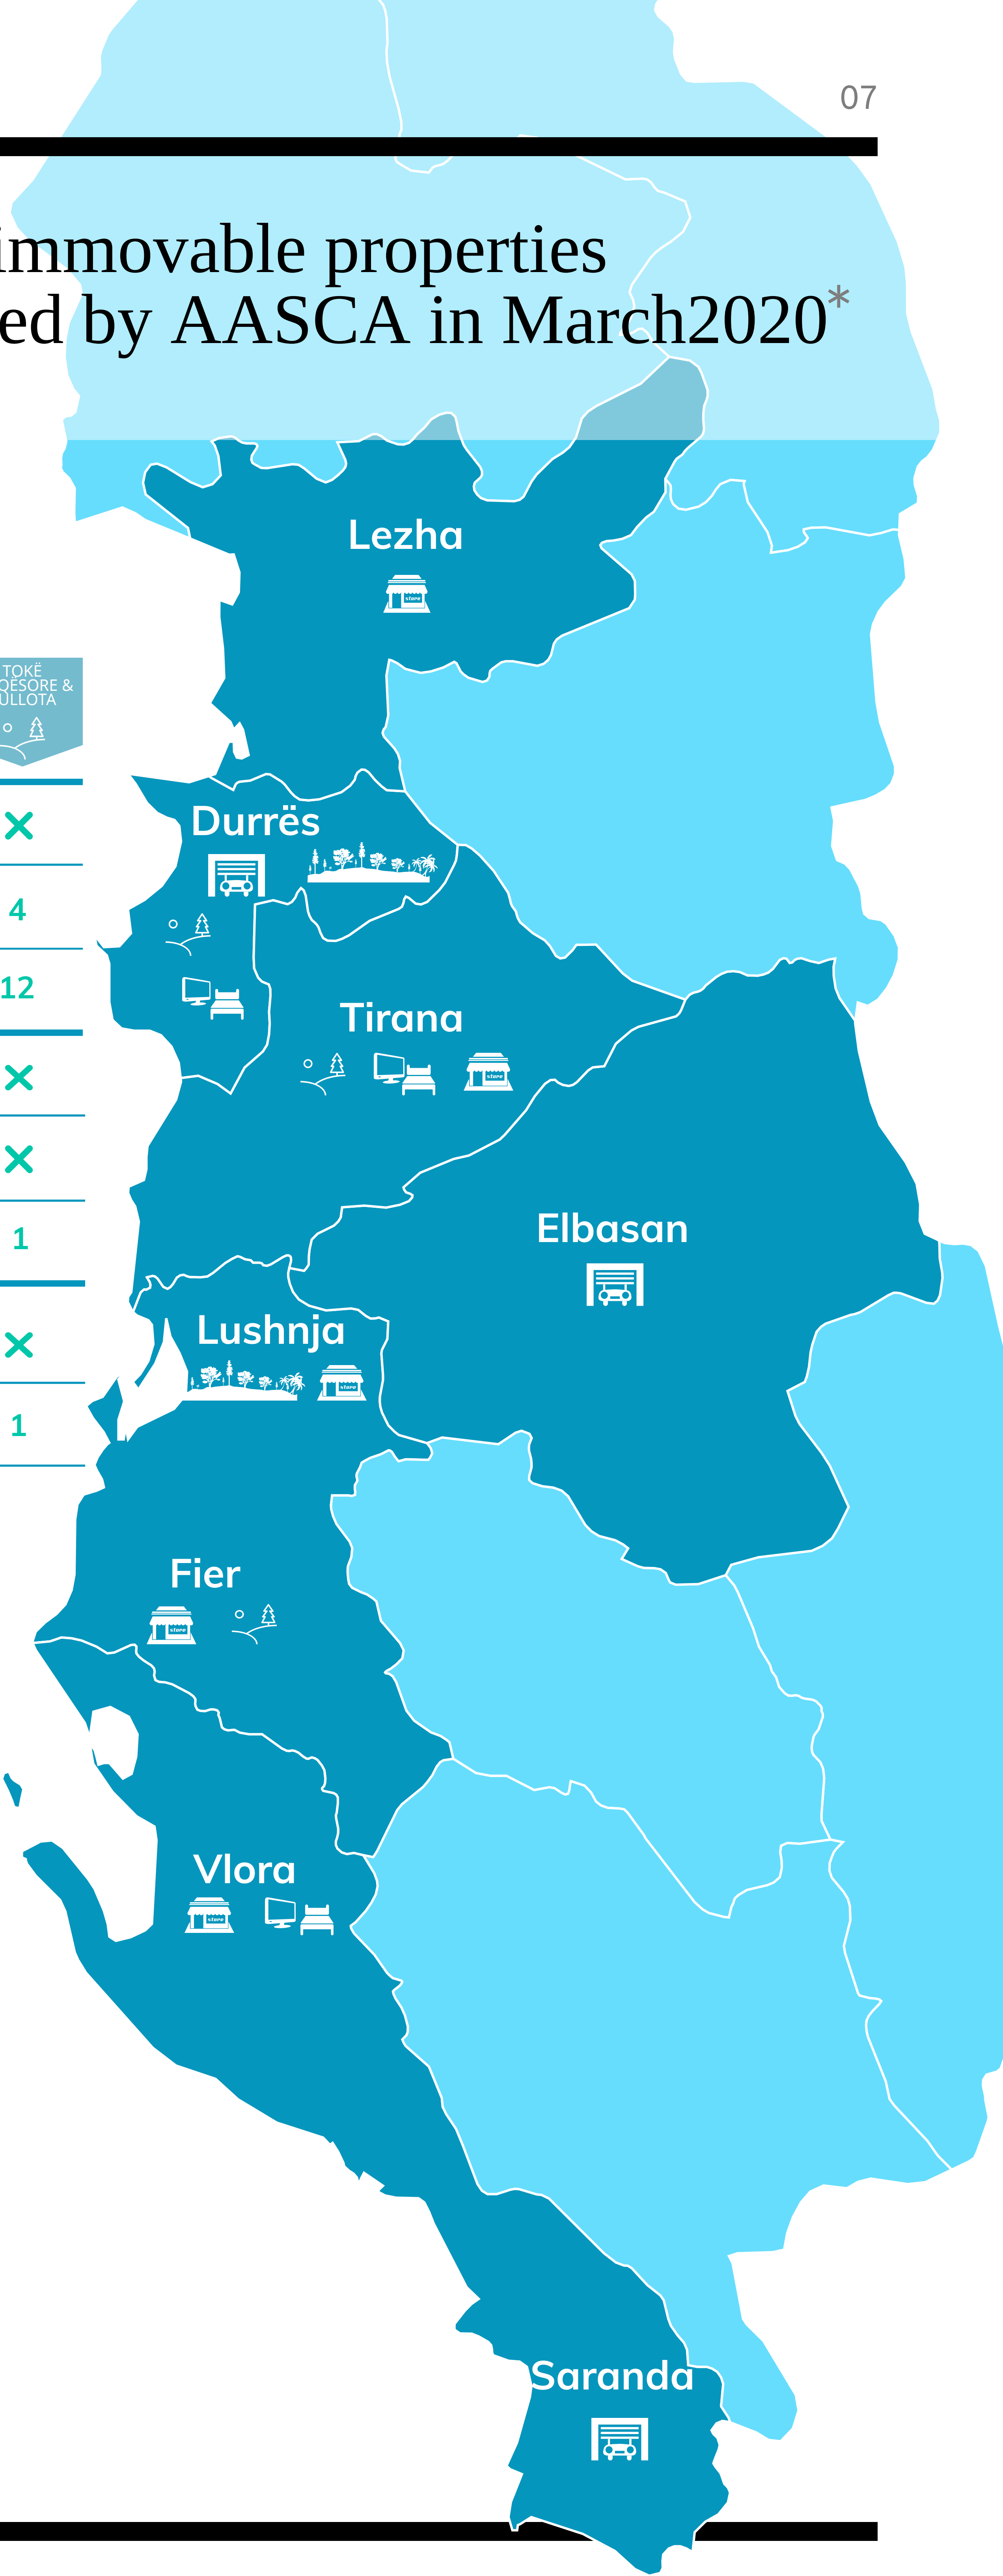 07
immovable properties
ed by AASCA in March2020*
Lezha
store
TOKË
QËSORE &
ULLOTA
Durrës
4
12
Tirana
store
1
Elbasan
Lushnja
store
1
Fier
store
Vlora
store
Saranda